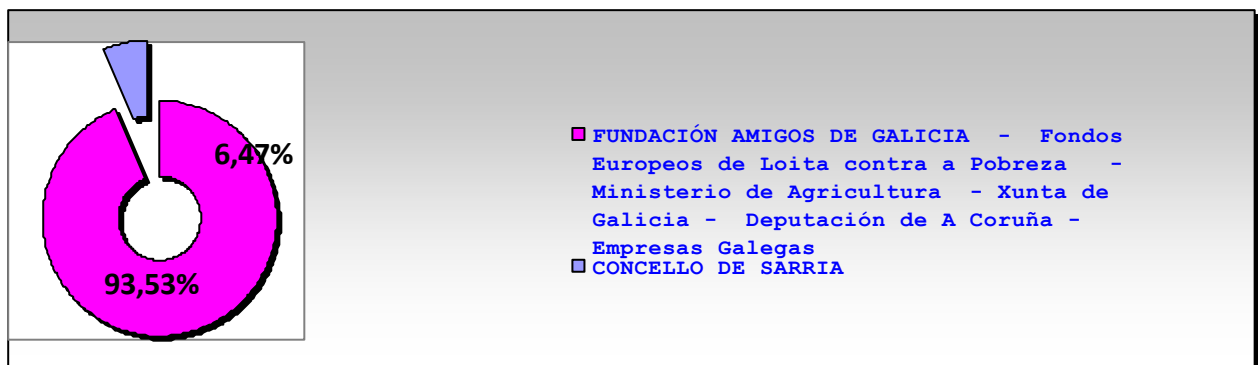 6,47%
93,53%
FUNDACIÓN AMIGOS DE GALICIA - Fondos
Europeos de Loita contra a Pobreza -
Ministerio de Agricultura - Xunta de
Galicia - Deputación de A Coruña -
Empresas Galegas
CONCELLO DE SARRIA